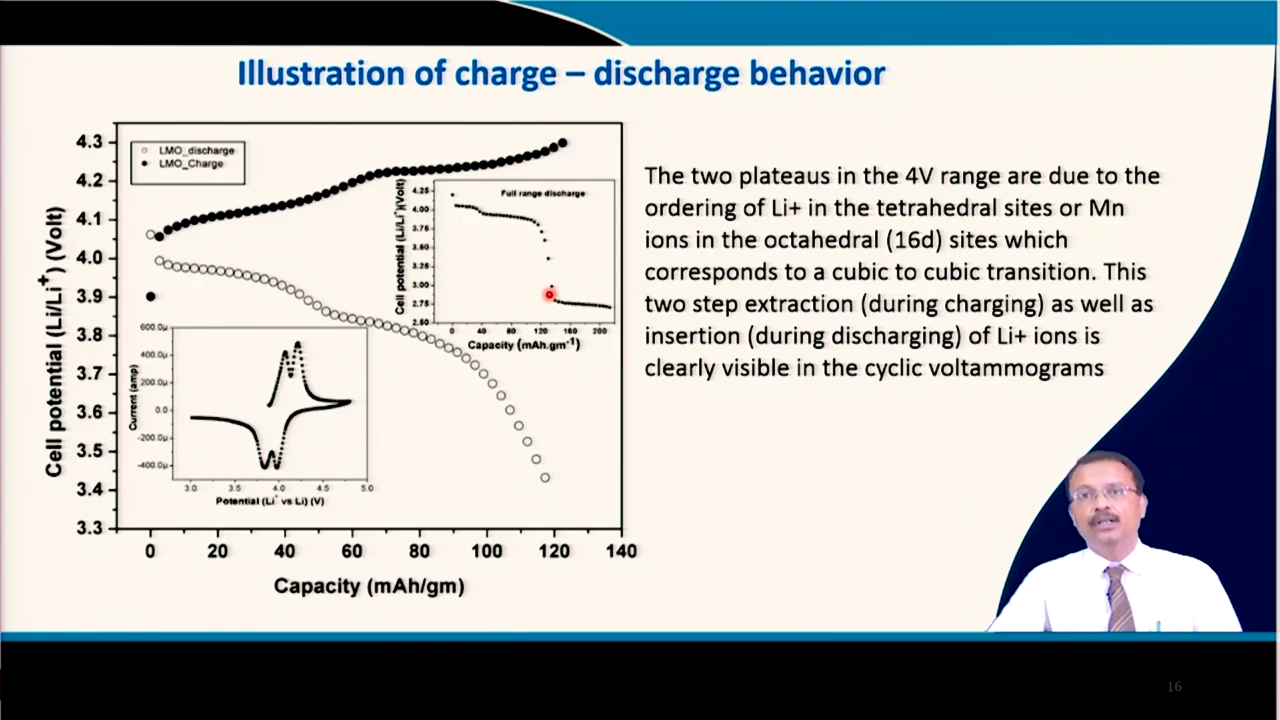 Illustration of charge – discharge behavior
LMO_discharge
LMO_Charge
4.3
4.2
4.1
4.0
3.9
3.8
3.7
3.6
3.5
3.4
3.3
0 20 40 60 80 100 120 140
Cell potential (Li/Li+) (Volt)
Capacity (mAh/gm)
Full range discharge
4.25
4.00
3.75
3.50
3.25
3.00
2.75
2.50
0 40 80 120 160 200
Cell potential (Li/Li+)(Volt)
Capacity (mAh.gm-1)
600.0µ
400.0µ
200.0µ
0.0
-200.0µ
-400.0µ
3.0 3.5 4.0 4.5 5.0
Current (amp)
Potential (Li+ vs Li) (V)
The two plateaus in the 4V range are due to the
ordering of Li+ in the tetrahedral sites or Mn
ions in the octahedral (16d) sites which
corresponds to a cubic to cubic transition. This
two step extraction (during charging) as well as
insertion (during discharging) of Li+ ions is
clearly visible in the cyclic voltammograms
16